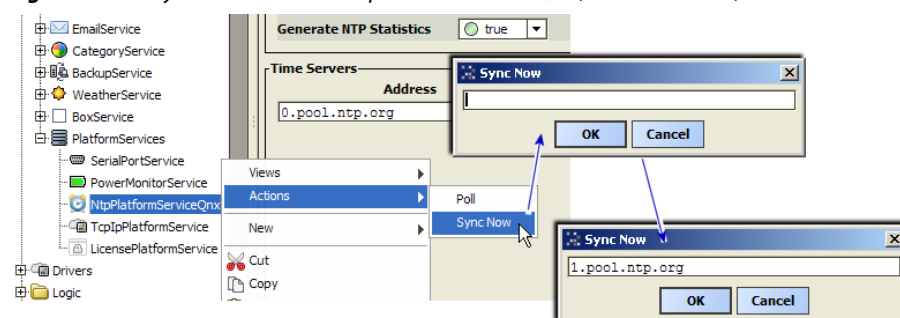 EmailService
CategoryService
BackupService
WeatherService
BoxService
PlatformServices
SerialPortService
PowerMonitorService
NtpPlatformServiceQnx
TcpIpPlatformService
LicensePlatformService
Drivers
Logic
Generate NTP Statistics true
Time Servers
Address
0.pool.ntp.org
Views
Actions
New
Cut
Copy
Poll
Sync Now
Sync Now
OK Cancel
Sync Now
1.pool.ntp.org
OK Cancel